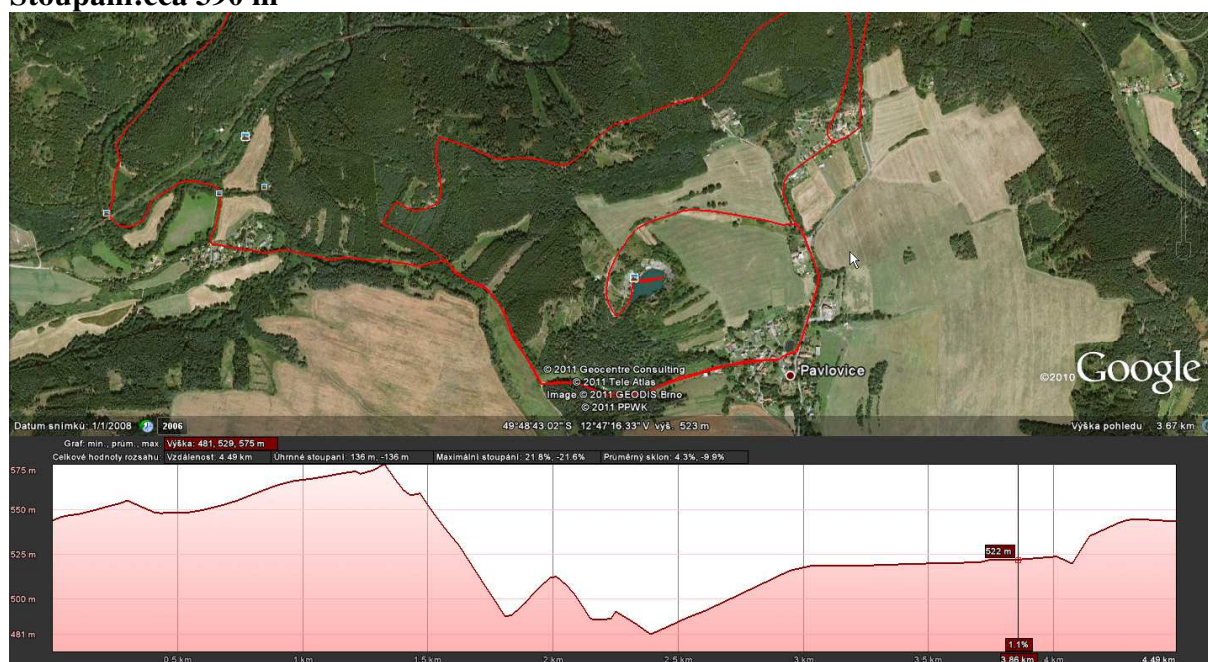 Stoupání:cca 590 m
Pavlovice
© 2011 Geocentre Consulting
© 2011 Tele Atlas
Image © 2011 GEODIS Brno
© 2011 PPWK
©2010 Google
Datum snímků: 1/1/2008 2006 49°48'43.02" S 12°47'16.33" V výš. 523 m Výška pohledu 3.67 km
Graf: min., prům., max. Výška: 481, 529, 575 m
Celkové hodnoty rozsahu: Vzdálenost: 4.49 km Úhrnné stoupání: 136 m, -136 m Maximální stoupání: 21.8%, -21.6% Průměrný sklon: 4.3%, -9.9%
575 m
550 m
525 m
522 m
500 m
481 m
1.1%
0.5 km 1 km 1.5 km 2 km 2.5 km 3 km 3.5 km 3.86 km 4 km 4.49 km